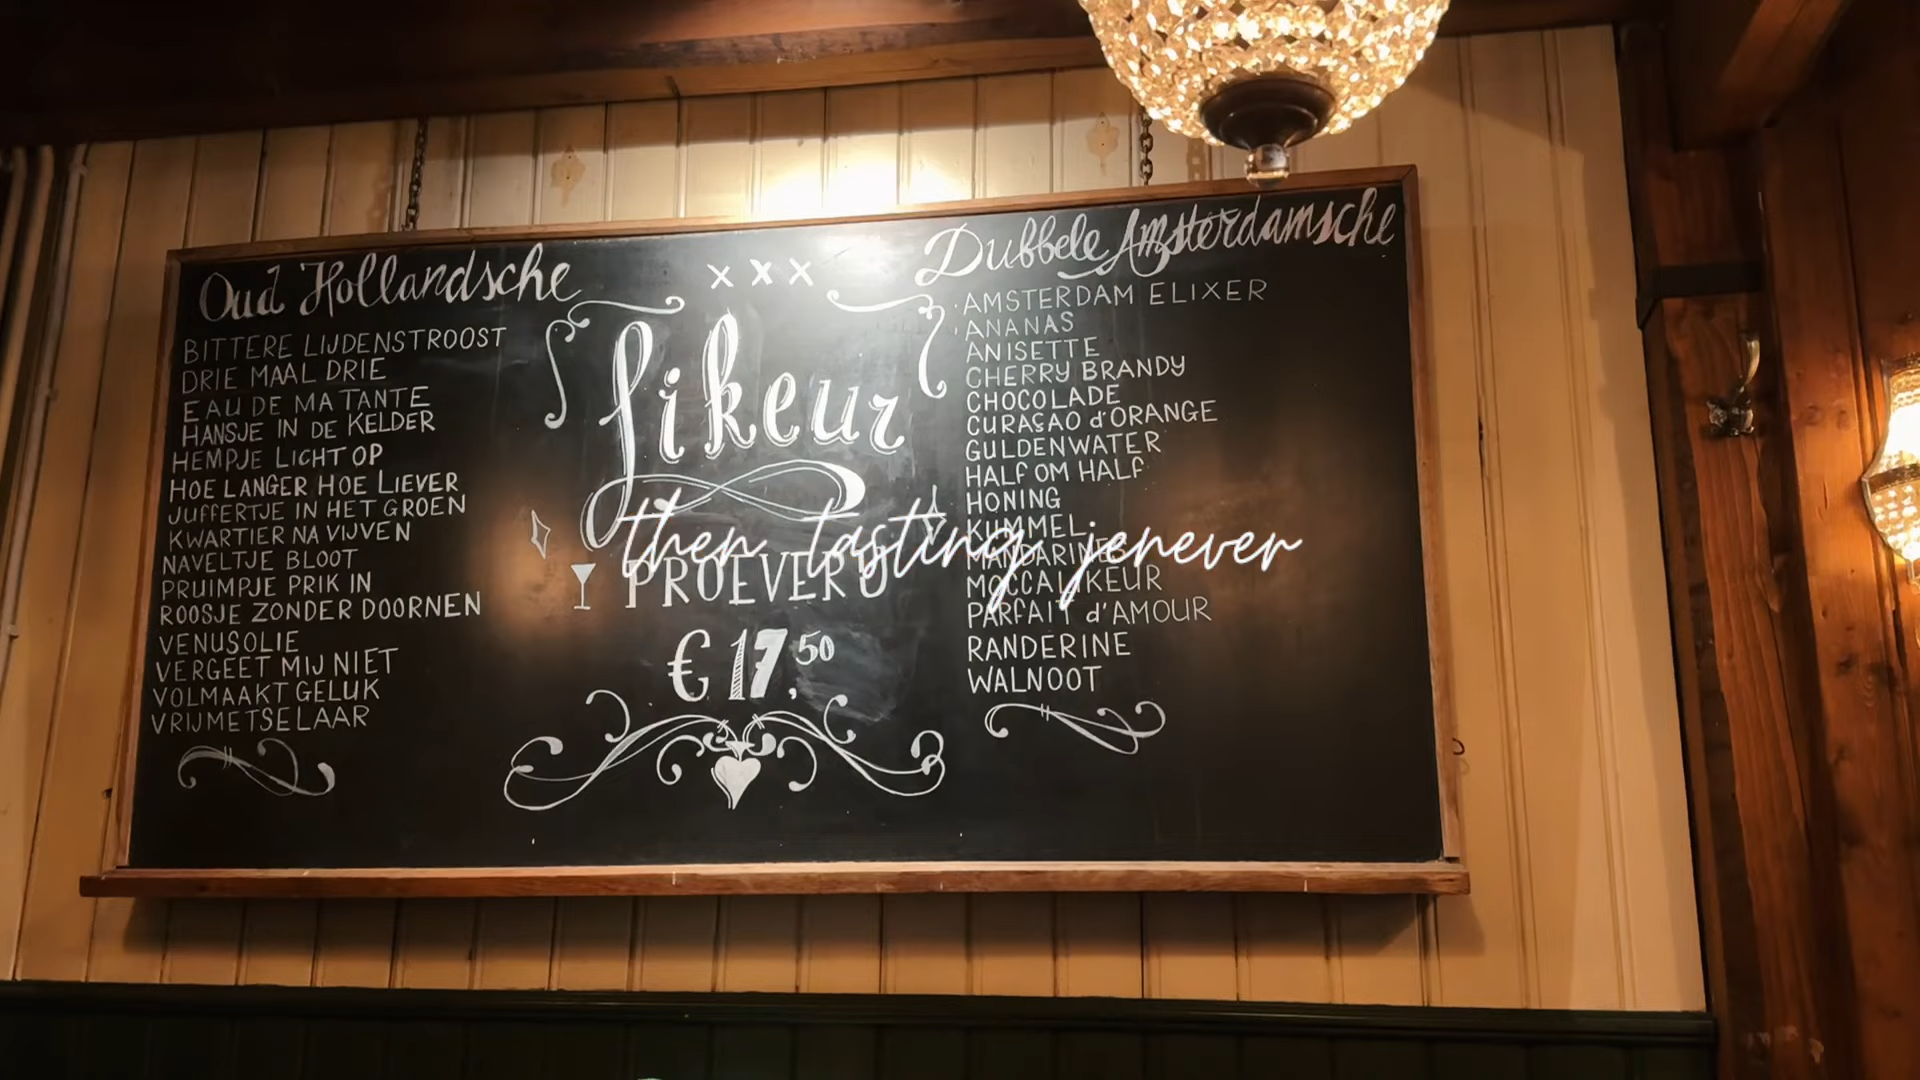 Oud Hollandsche
BITTERE LIJDENSTROOST
DRIE MAAL DRIE
EAU DE MA TANTE
HANSJE IN DE KELDER
HEMPJE LICHT OP
HOE LANGER HOE LIEVER
JUFFERTJE IN HET GROEN
KWARTIER NA VIJVEN
NAVELTJE BLOOT
PRUIMPJE PRIK IN
ROOSJE ZONDER DOORNEN
VENUSOLIE
VERGEET MIJ NIET
VOLMAAKT GELUK
VRIJMETSELAAR
XXX
Likeur
PROEVERIJ
€ 17,50
then tasting jenever
Dubbele Amsterdamsche
AMSTERDAM ELIXER
ANANAS
ANISETTE
CHERRY BRANDY
CHOCOLADE
CURAÇAO d'ORANGE
GULDENWATER
HALF OM HALF
HONING
KUMMEL
MANDARINE
MOCCALIKEUR
PARFAIT d'AMOUR
RANDERINE
WALNOOT